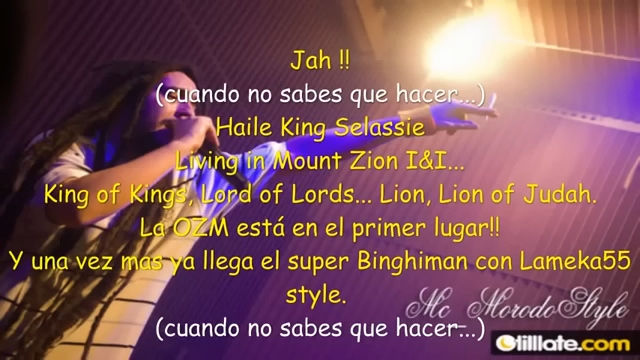 Jah !!
(cuando no sabes que hacer...)
Haile King Selassie
Living in Mount Zion I&I...
King of Kings, Lord of Lords... Lion, Lion of Judah.
La OZM está en el primer lugar!!
Y una vez mas ya llega el super Binghiman con Lameka55
style.
Mc MorodoStyle
(cuando no sabes que hacer...)
tilllate.com